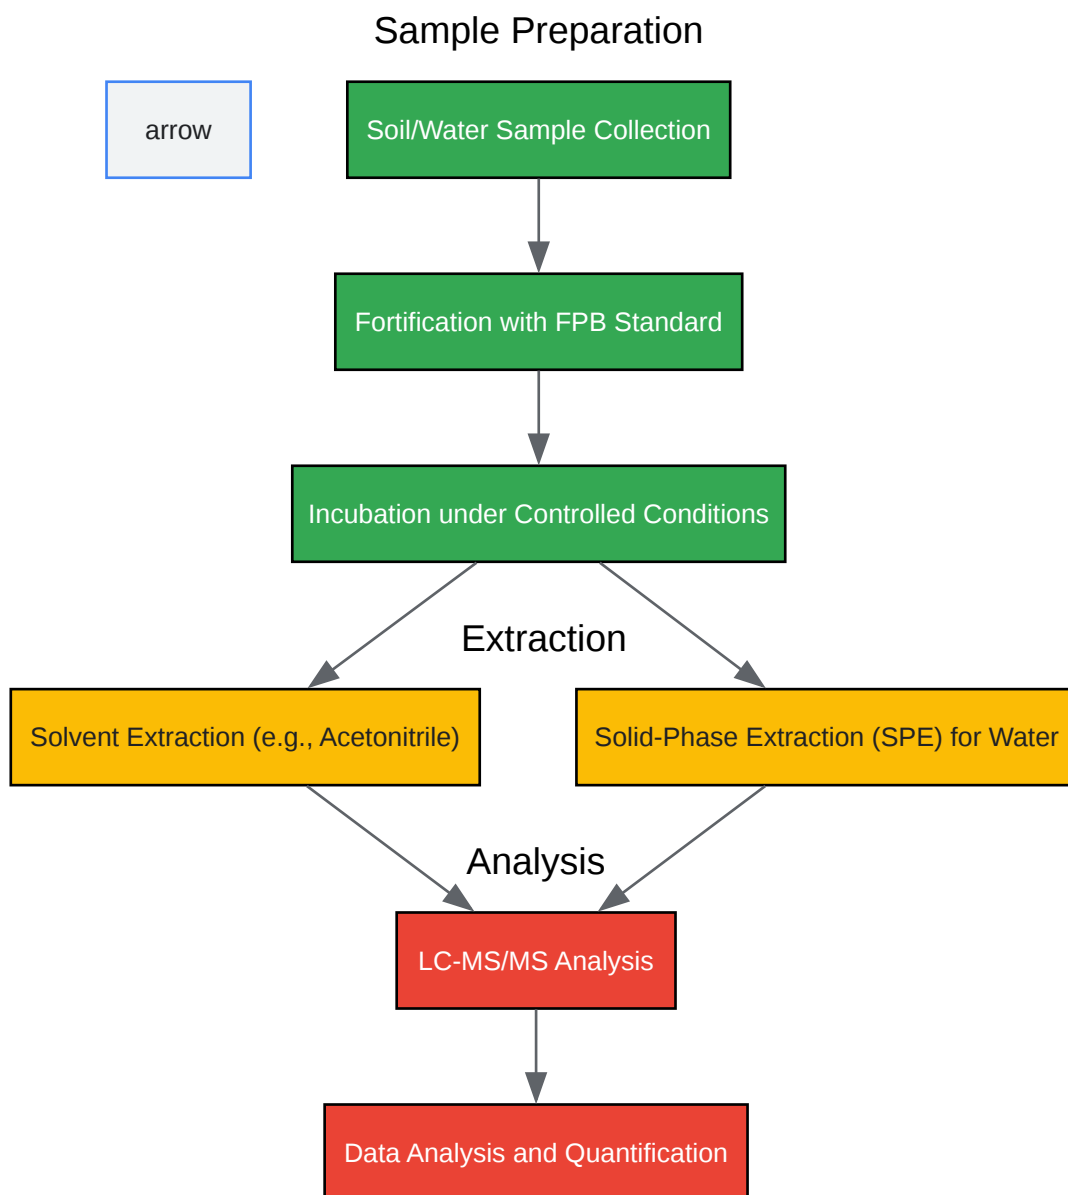 Sample Preparation
arrow
Soil/Water Sample Collection
Fortification with FPB Standard
Incubation under Controlled Conditions
Extraction
Solvent Extraction (e.g., Acetonitrile)
Solid-Phase Extraction (SPE) for Water
Analysis
LC-MS/MS Analysis
Data Analysis and Quantification